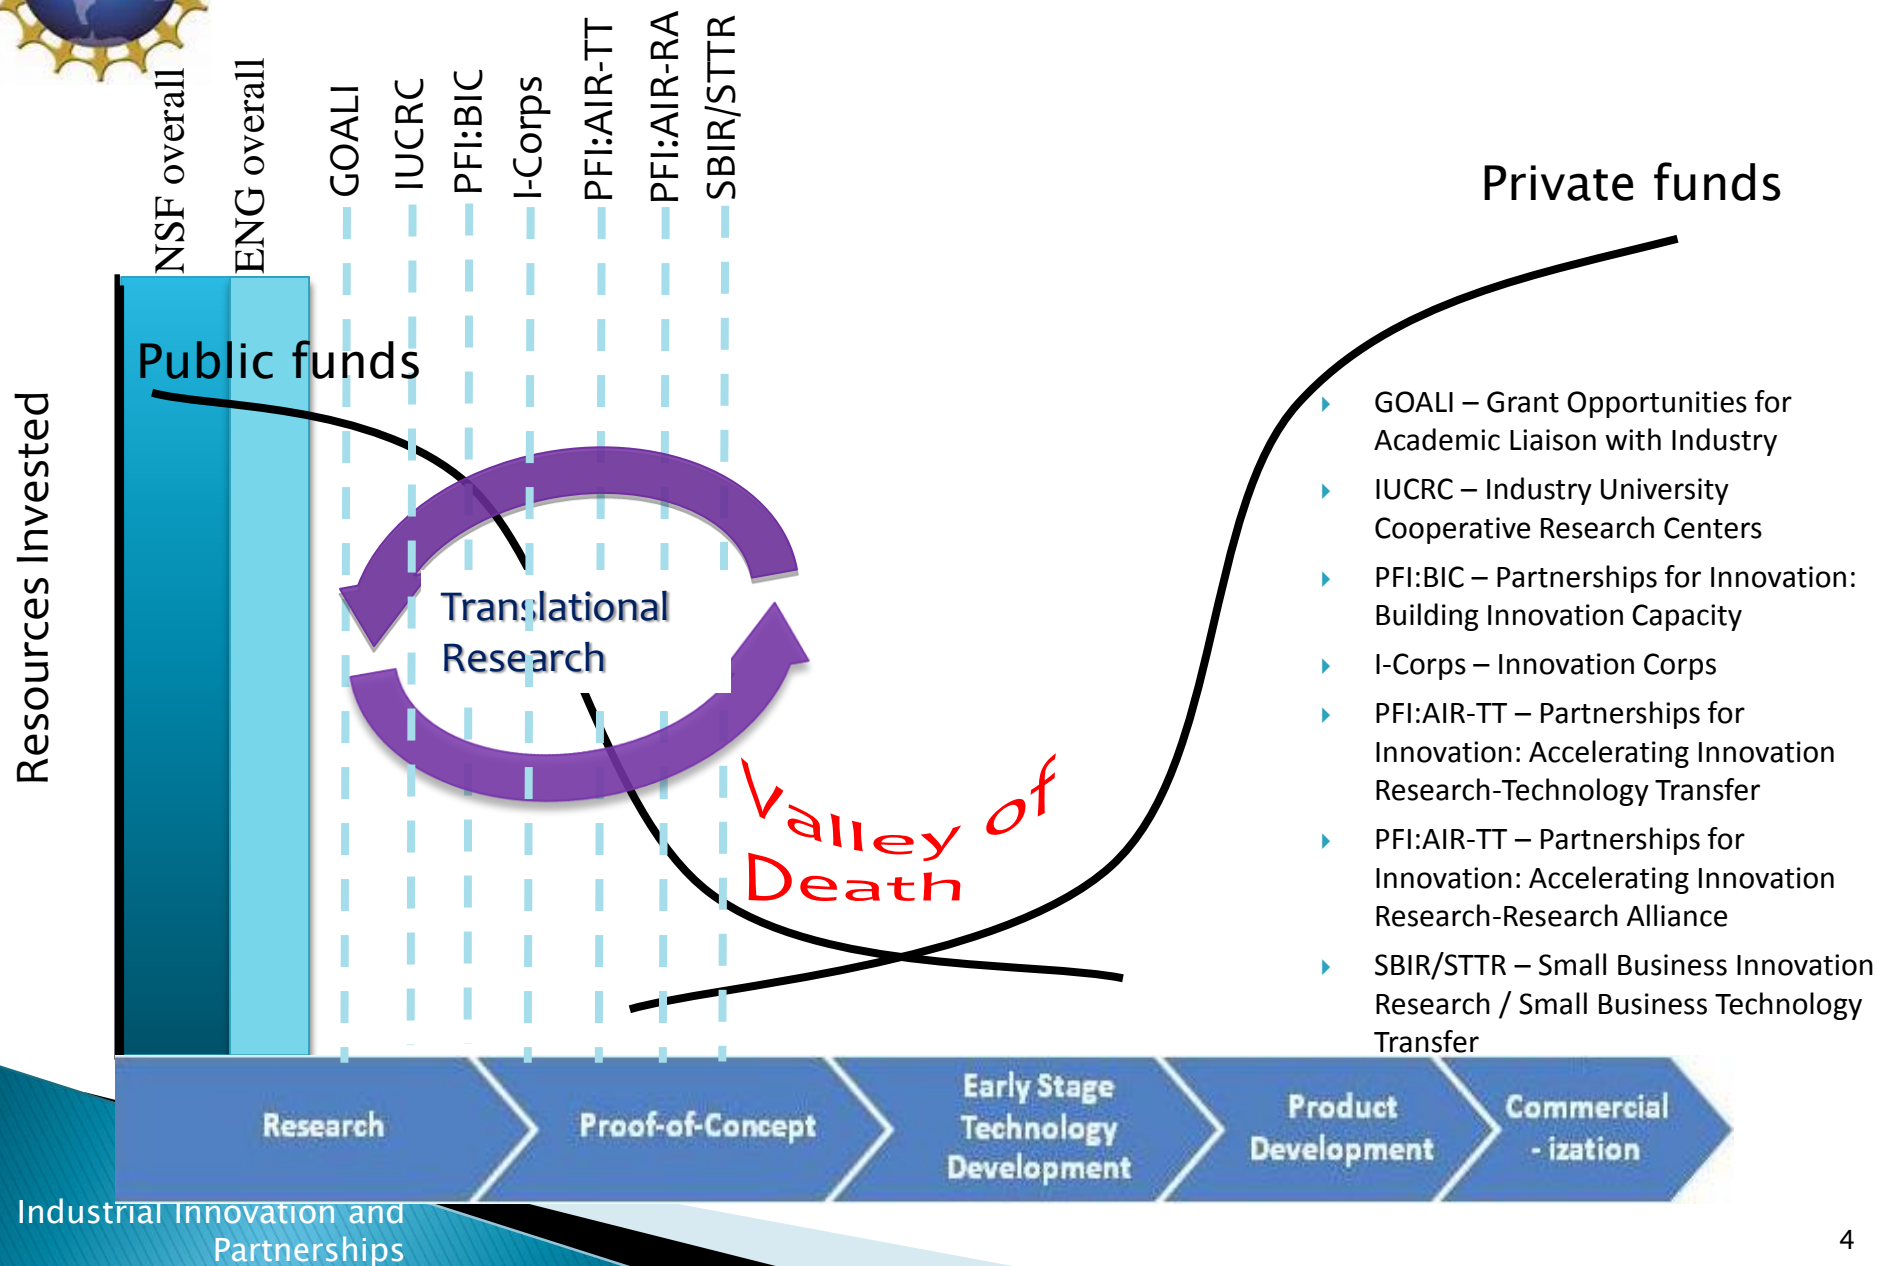 NSF overall
ENG overall
GOALI
IUCRC
PFI:BIC
I-Corps
PFI:AIR-TT
PFI:AIR-RA
SBIR/STTR
Private funds
Public funds
Resources Invested
Translational
Research
Valley of
Death
GOALI – Grant Opportunities for
Academic Liaison with Industry
IUCRC – Industry University
Cooperative Research Centers
PFI:BIC – Partnerships for Innovation:
Building Innovation Capacity
I-Corps – Innovation Corps
PFI:AIR-TT – Partnerships for
Innovation: Accelerating Innovation
Research-Technology Transfer
PFI:AIR-TT – Partnerships for
Innovation: Accelerating Innovation
Research-Research Alliance
SBIR/STTR – Small Business Innovation
Research / Small Business Technology
Transfer
Research
Proof-of-Concept
Early Stage
Technology
Development
Product
Development
Commercial
- ization
Industrial Innovation and
Partnerships
4